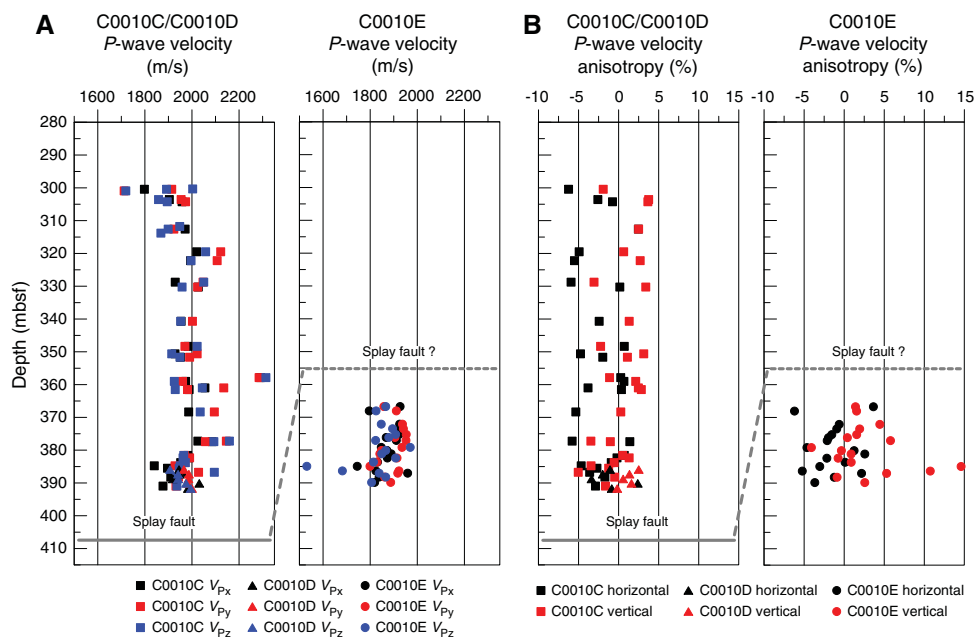 A
C0010C/C0010D
P-wave velocity
(m/s)
1600 2000
1800 2200
C0010E
P-wave velocity
(m/s)
1600 2000
1800 2200
B
C0010C/C0010D
P-wave velocity
anisotropy (%)
-10 -5 0 5 10 15
C0010E
P-wave velocity
anisotropy (%)
-10 -5 0 5 10 15
Depth (mbsf)
280
290
300
310
320
330
340
350
360
370
380
390
400
410
Splay fault ?
Splay fault
Splay fault ?
Splay fault
C0010C VPx
C0010C VPy
C0010C VPz
C0010D VPx
C0010D VPy
C0010D VPz
C0010E VPx
C0010E VPy
C0010E VPz
C0010C horizontal
C0010C vertical
C0010D horizontal
C0010D vertical
C0010E horizontal
C0010E vertical